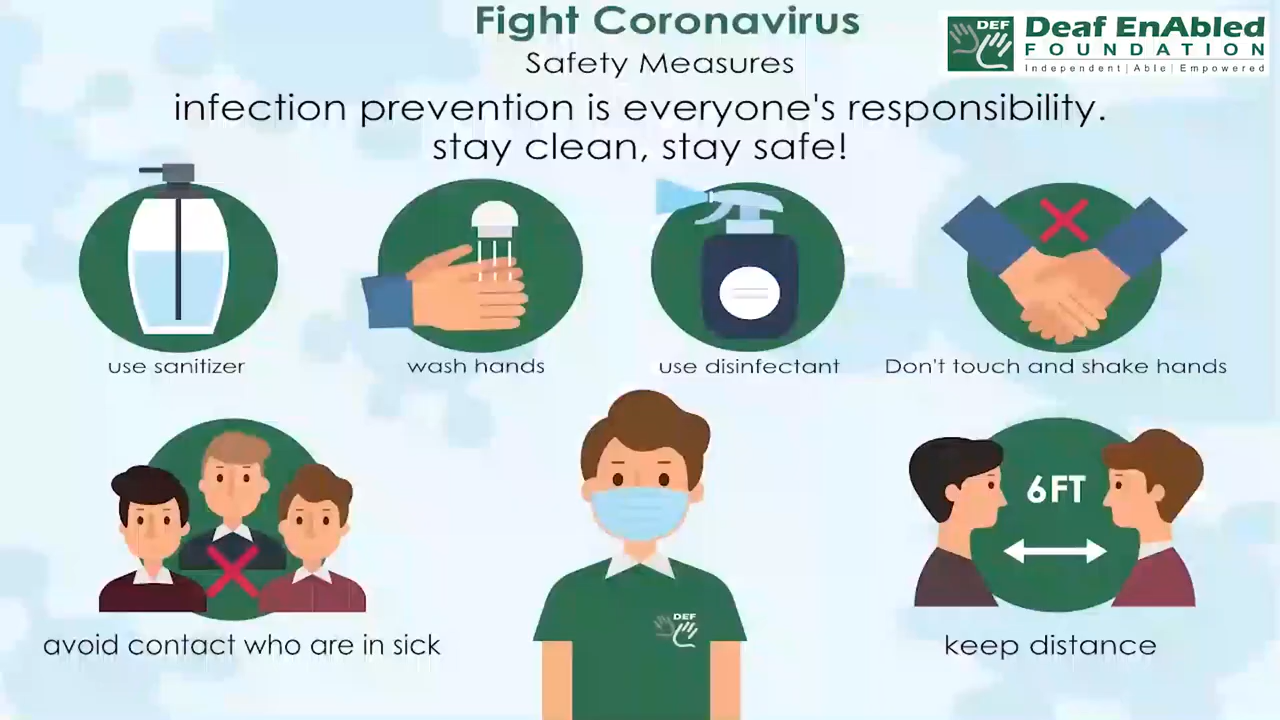 Fight Coronavirus
Safety Measures
infection prevention is everyone's responsibility.
stay clean, stay safe!
DEF
Deaf EnAbled
FOUNDATION
Independent | Able | Empowered
use sanitizer
wash hands
use disinfectant
Don't touch and shake hands
6FT
DEF
avoid contact who are in sick
keep distance